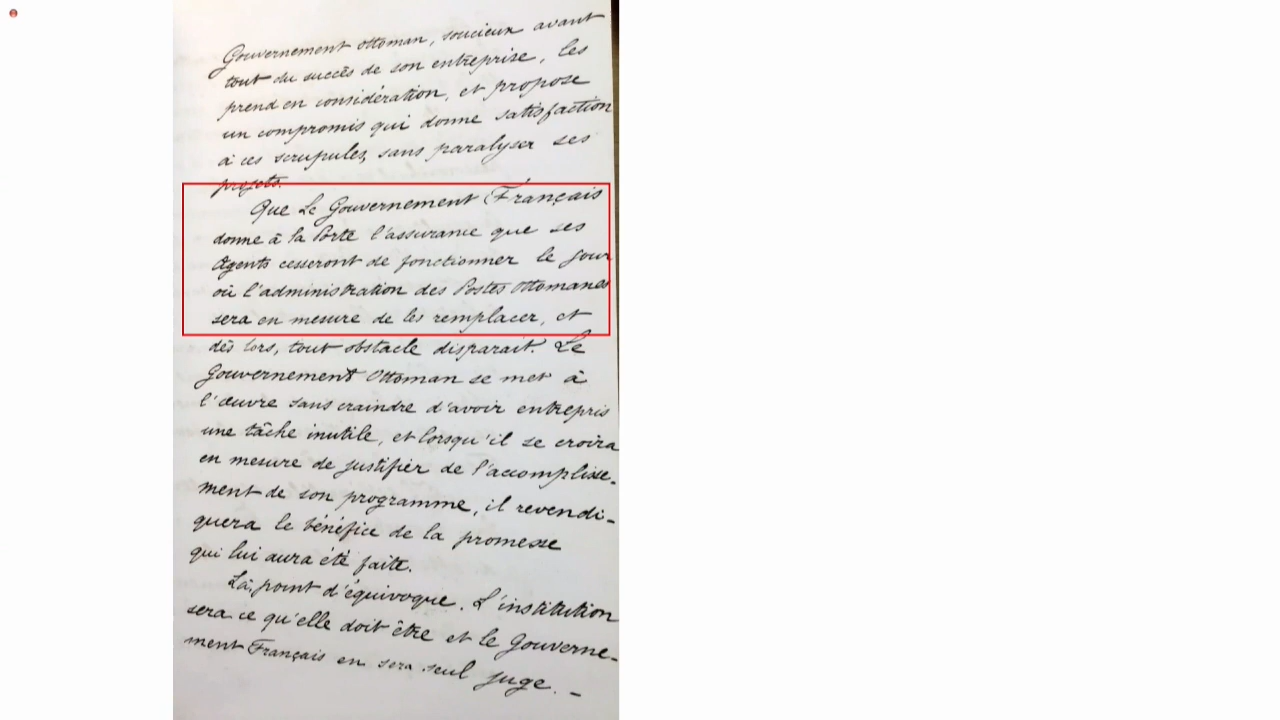 Gouvernement Ottoman, soucieux avant
tout du succès de son entreprise, les
prend en considération, et propose
un compromis qui donne satisfaction
à ces scrupules, sans paralyser ses
projets.
Que Le Gouvernement Français
donne à la Porte l'assurance que ses
Agents cesseront de fonctionner le jour
où l'administration des Postes Ottomanes
sera en mesure de les remplacer, et
dès lors, tout obstacle disparait. Le
Gouvernement Ottoman se met à
l'œuvre sans craindre d'avoir entrepris
une tâche inutile, et lorsqu'il se croira
en mesure de justifier de l'accomplisse-
ment de son programme, il revendi-
quera le bénéfice de la promesse
qui lui aura été faite.
Là, point d'équivoque. L'institution
sera ce qu'elle doit être et le Gouverne-
ment Français en sera seul juge. _